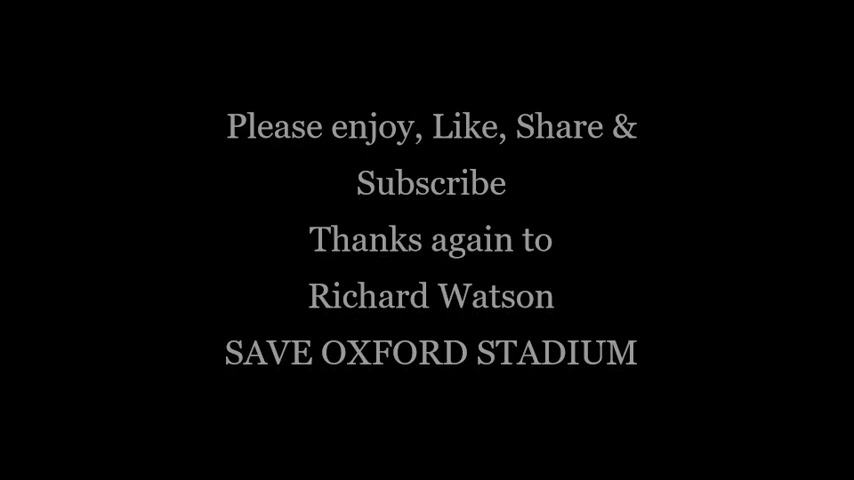 Please enjoy, Like, Share &
Subscribe
Thanks again to
Richard Watson
SAVE OXFORD STADIUM